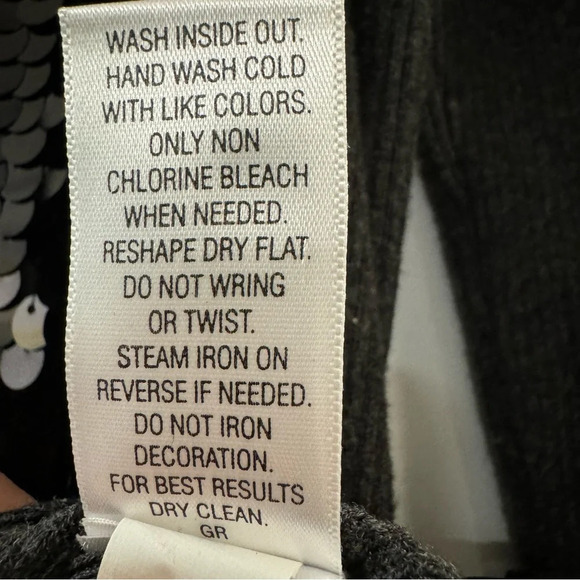 WASH INSIDE OUT.
HAND WASH COLD
WITH LIKE COLORS.
ONLY NON
CHLORINE BLEACH
WHEN NEEDED.
RESHAPE DRY FLAT.
DO NOT WRING
OR TWIST.
STEAM IRON ON
REVERSE IF NEEDED.
DO NOT IRON
DECORATION.
FOR BEST RESULTS
DRY CLEAN.
GR